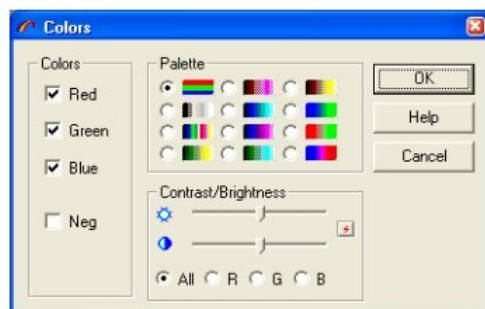 Colors
Colors
Red
Green
Blue
Neg
Palette
Contrast/Brightness
All R G B
OK
Help
Cancel